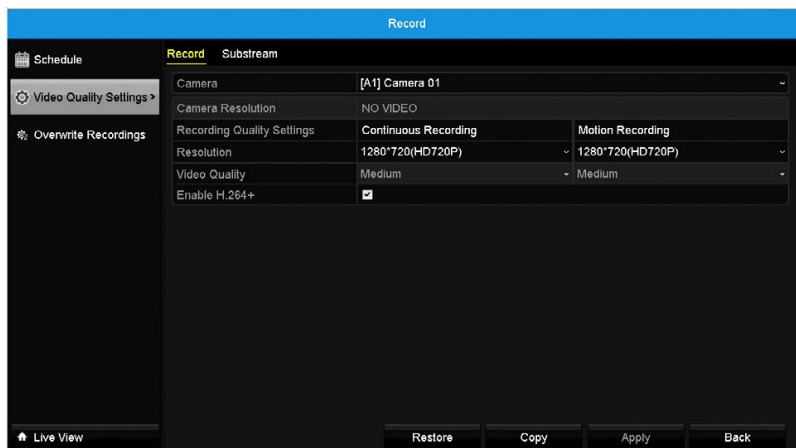 Record
Schedule
Video Quality Settings >
Overwrite Recordings
Record Substream
Camera [A1] Camera 01
Camera Resolution NO VIDEO
Recording Quality Settings Continuous Recording Motion Recording
Resolution 1280*720(HD720P) 1280*720(HD720P)
Video Quality Medium Medium
Enable H.264+
Live View Restore Copy Apply Back